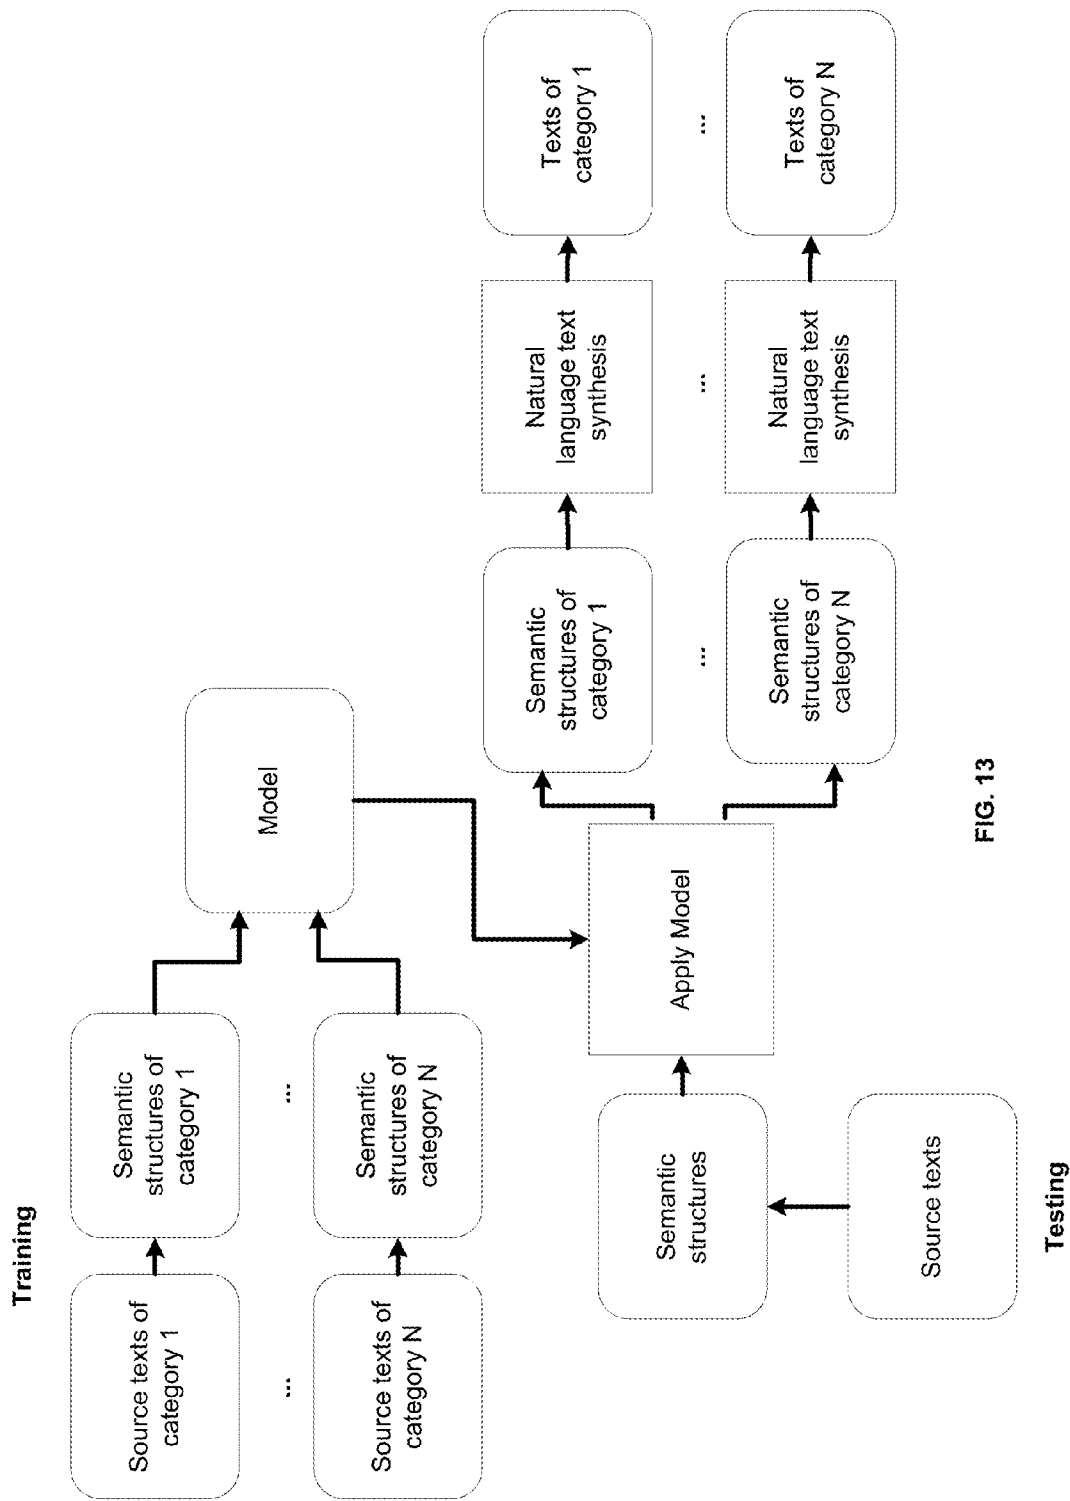 Training
Source texts of
category 1
Semantic
structures of
category 1
...
...
Source texts of
category N
Semantic
structures of
category N
Model
Semantic
structures of
category 1
Natural
language text
synthesis
Texts of
category 1
Apply Model
...
...
...
Semantic
structures
Semantic
structures of
category N
Natural
language text
synthesis
Texts of
category N
Source texts
Testing
FIG. 13